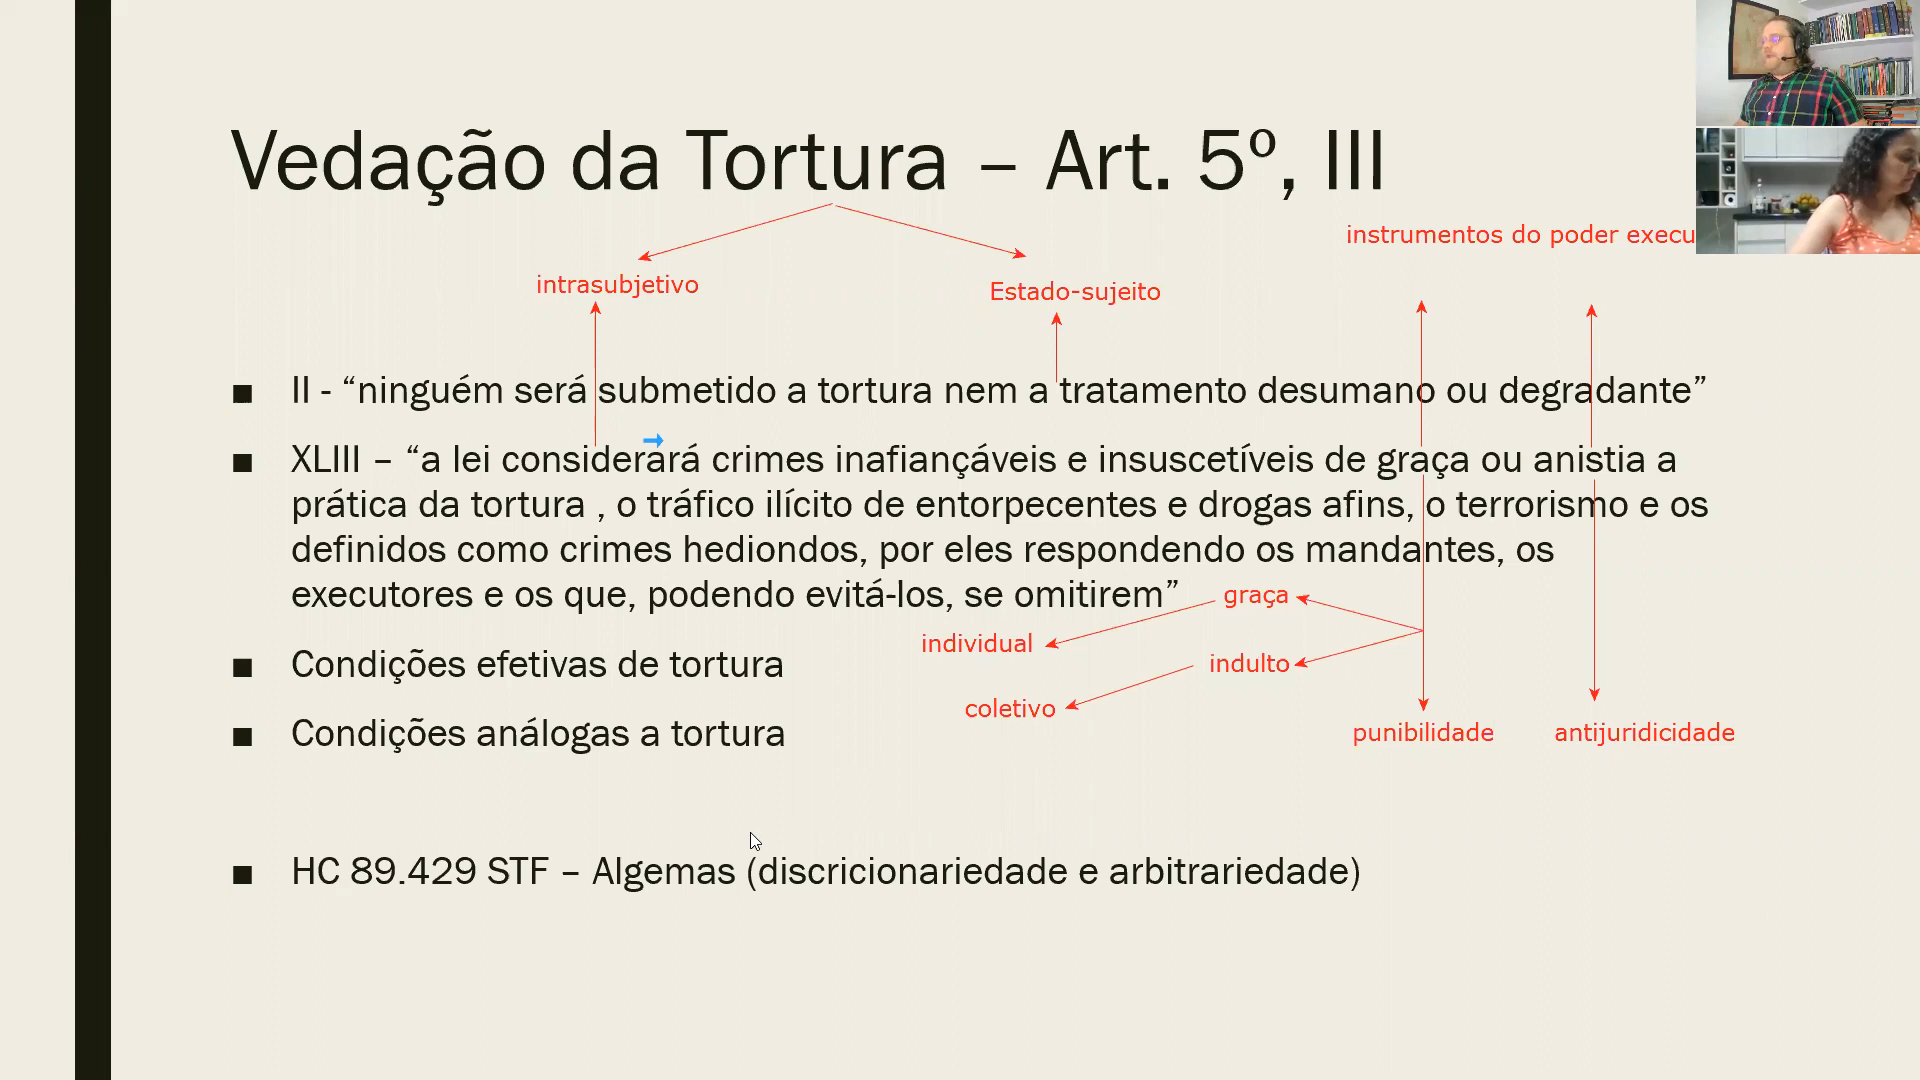 Vedação da Tortura – Art. 5º, III
instrumentos do poder execu
intrasubjetivo
Estado-sujeito
■ II - “ninguém será submetido a tortura nem a tratamento desumano ou degradante”
■ XLIII – “a lei considerará crimes inafiançáveis e insuscetíveis de graça ou anistia a
prática da tortura , o tráfico ilícito de entorpecentes e drogas afins, o terrorismo e os
definidos como crimes hediondos, por eles respondendo os mandantes, os
executores e os que, podendo evitá-los, se omitirem”
graça
individual
■ Condições efetivas de tortura
indulto
coletivo
■ Condições análogas a tortura
punibilidade
antijuridicidade
■ HC 89.429 STF – Algemas (discricionariedade e arbitrariedade)